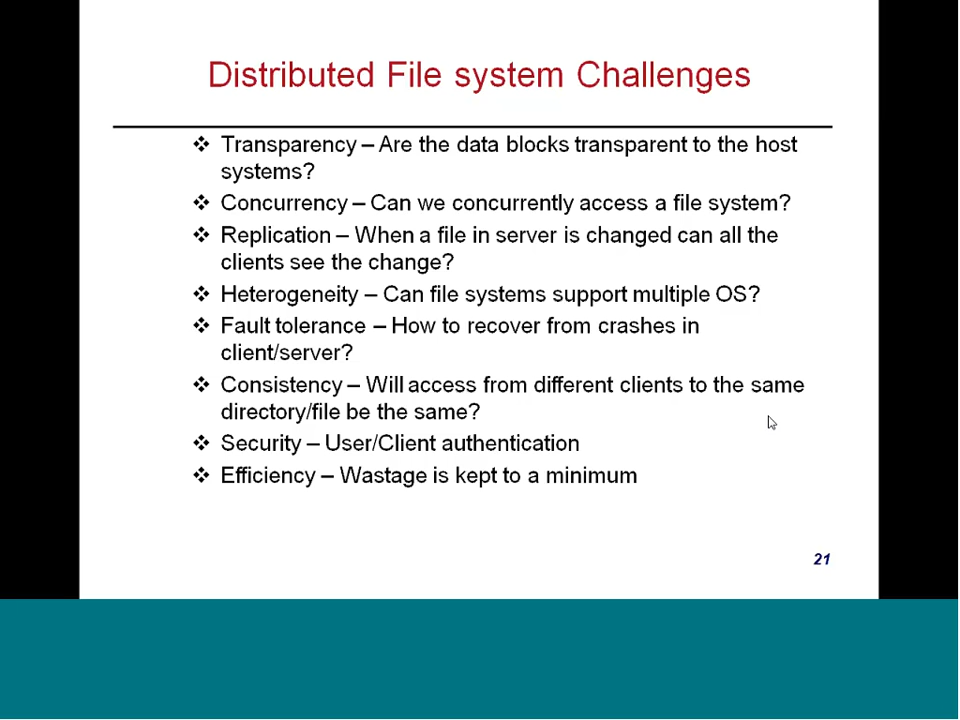 Distributed File system Challenges
❖ Transparency – Are the data blocks transparent to the host
systems?
❖ Concurrency – Can we concurrently access a file system?
❖ Replication – When a file in server is changed can all the
clients see the change?
❖ Heterogeneity – Can file systems support multiple OS?
❖ Fault tolerance – How to recover from crashes in
client/server?
❖ Consistency – Will access from different clients to the same
directory/file be the same?
❖ Security – User/Client authentication
❖ Efficiency – Wastage is kept to a minimum
21